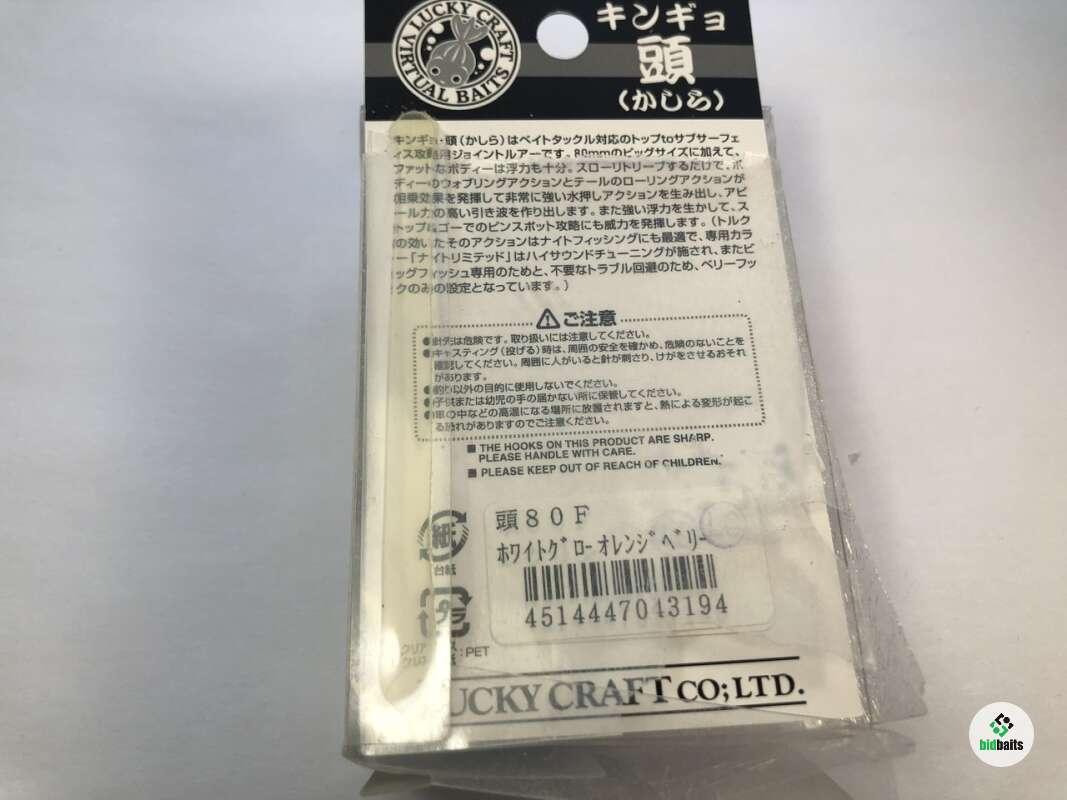 LUCKY CRAFT
VIRTUAL BAITS
キンギョ
頭
(かしら)
キンギョ・頭(かしら)はベイトタックル対応のトップtoサブサーフェ
イス攻略用ジョイントルアーです。80mmのビッグサイズに加えて、
ファットなボディーは浮力も十分。スローリトリーブするだけで、ボ
ディーのウォブリングアクションとテールのローリングアクションが
相乗効果を発揮して非常に強い水押しアクションを生み出し、アピ
ール力の高い引き波を作り出します。また強い浮力を生かして、ス
トップ&ゴーでのピンスポット攻略にも威力を発揮します。(トルク
の効いたそのアクションはナイトフィッシングにも最適で、専用カラ
ー「ナイトリミテッド」はハイサウンドチューニングが施され、またビ
ッグフィッシュ専用のためと、不要なトラブル回避のため、ベリーフッ
クのみの設定となっています。)
ご注意
●針先は危険です。取り扱いには注意してください。
●キャスティング(投げる)時は、周囲の安全を確かめ、危険のないことを
確認してください。周囲に人がいると針が刺さり、けがをさせるおそれ
があります。
●釣り以外の目的に使用しないでください。
●子供または幼児の手の届かない所に保管してください。
●車の中などの高温になる場所に放置されますと、熱による変形が起こ
る恐れがありますのでご注意ください。
■ THE HOOKS ON THIS PRODUCT ARE SHARP.
PLEASE HANDLE WITH CARE.
■ PLEASE KEEP OUT OF REACH OF CHILDREN.
紙
台紙
プラ
:PET
頭80F
ホワイトグローオレンジベリー
4514447043194
LUCKY CRAFT CO;LTD.
bidbaits